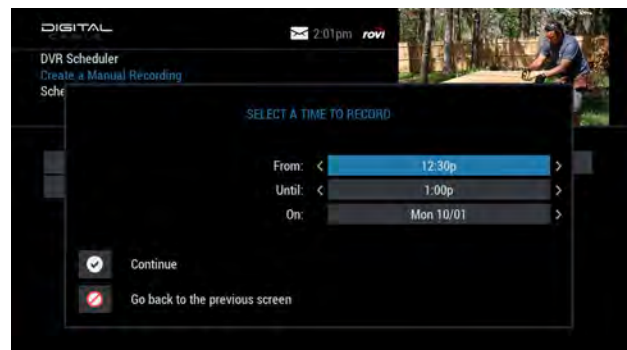 DIGITAL
2:01pm rovi
DVR Scheduler
Create a Manual Recording
Sche
SELECT A TIME TO RECORD
From: < 12:30p >
Until: < 1:00p >
On: Mon 10/01 >
Continue
Go back to the previous screen